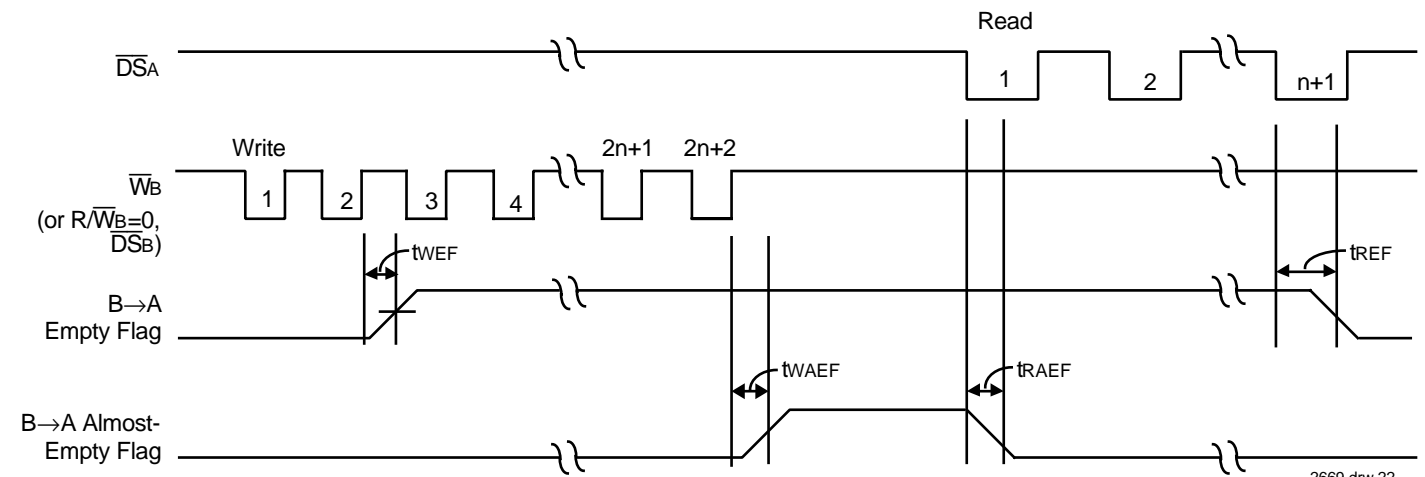 Read
DSA
1 2 n+1
Write 2n+1 2n+2
WB
1 2 3 4
(or R/WB=0,
DSB)
tWEF
tREF
B→A
Empty Flag
tWAEF tRAEF
B→A Almost-
Empty Flag